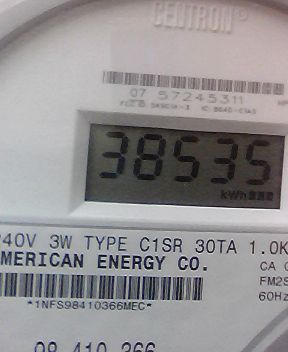 CENTRON®
07 57245311
38535
kWh
240V 3W TYPE C1SR 30TA 1.0K
AMERICAN ENERGY CO.
CA
FM2S
60Hz
*1NFS98410366MEC*
98 410 366